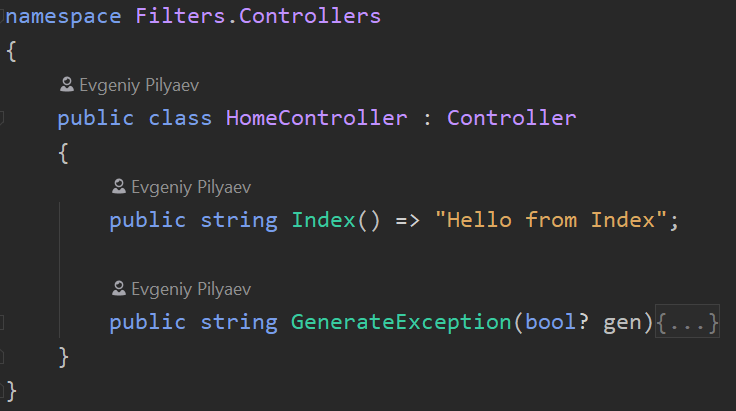 namespace Filters.Controllers
{
Evgeniy Pilyaev
public class HomeController : Controller
{
Evgeniy Pilyaev
public string Index() => "Hello from Index";
Evgeniy Pilyaev
public string GenerateException(bool? gen){...}
}
}